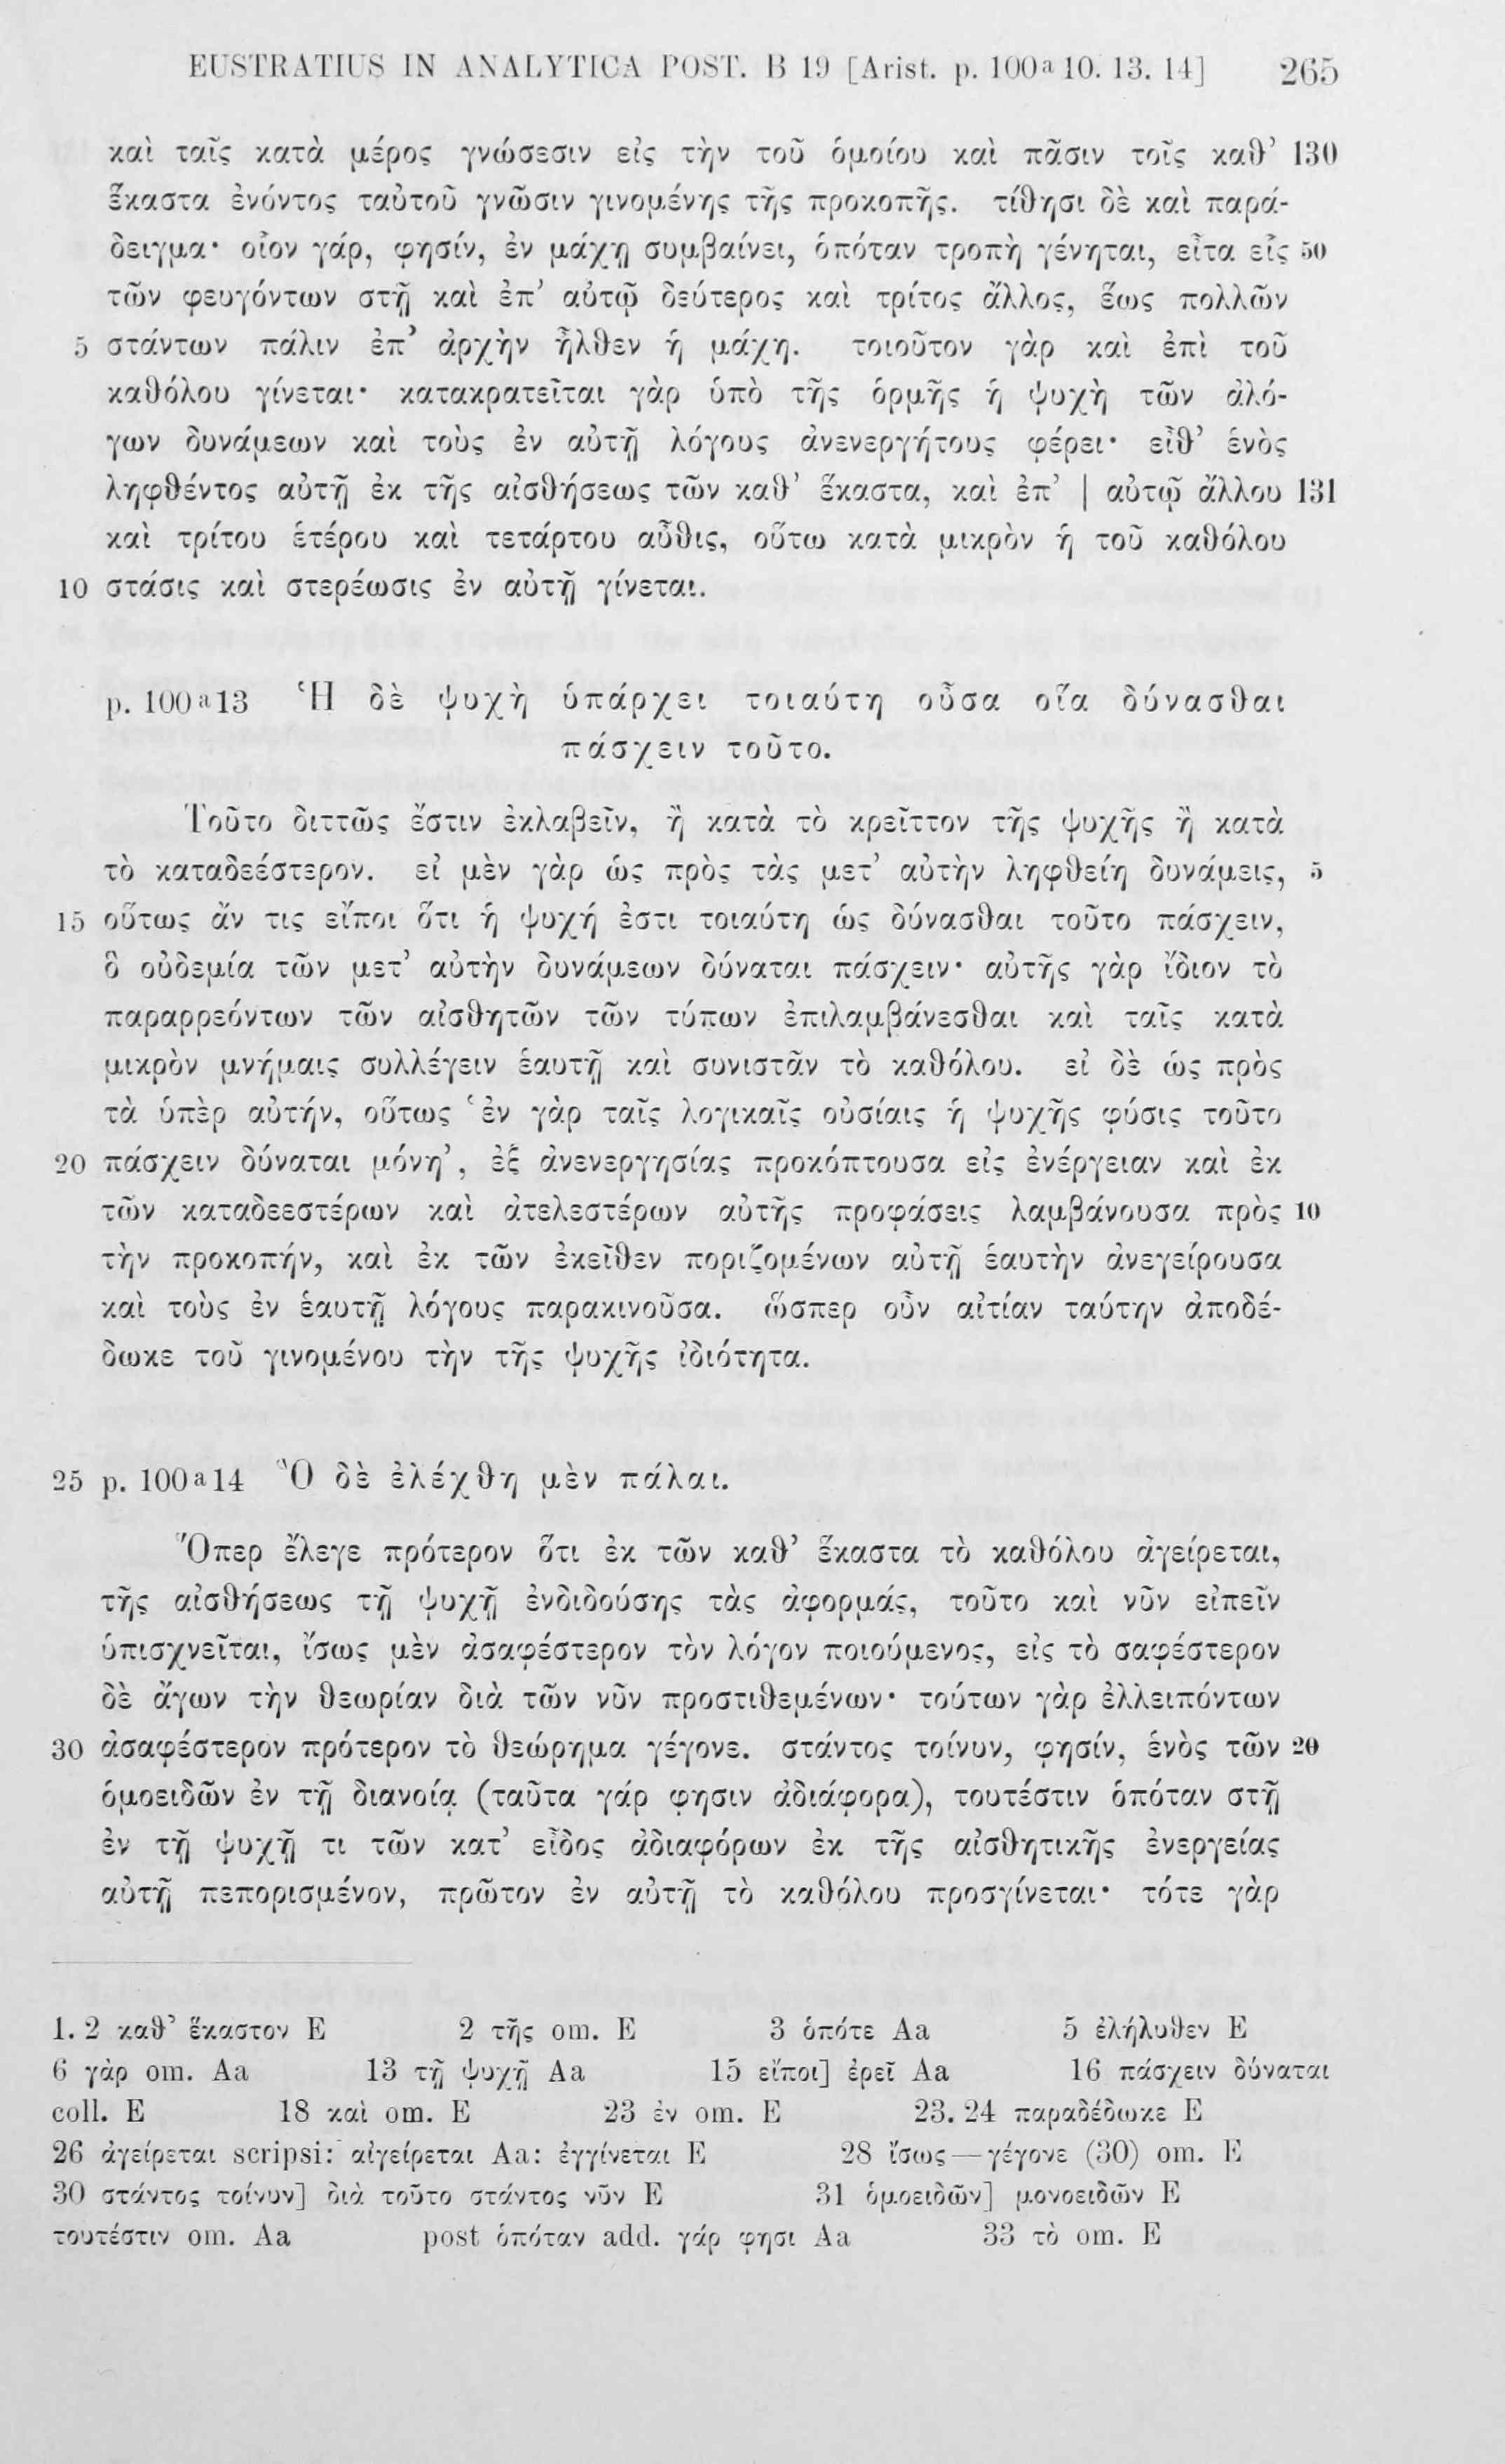 EUSTRATIUS IN ANALYTICA POST. B 19 [Arist. p. 100ª 10. 13. 14] 265
καὶ ταῖς κατὰ μέρος γνώσεσιν εἰς τὴν τοῦ ὁμοίου καὶ πᾶσιν τοῖς καϑ’ 130
ἕκαστα ἐνόντος ταὐτοῦ γνῶσιν γινομένης τῆς προκοπῆς. τίϑησι δὲ καὶ παρά-
δειγμα· οἷον γάρ, φησίν, ἐν μάχῃ συμβαίνει, ὁπόταν τροπὴ γένηται, εἶτα εἷς 50
τῶν φευγόντων στῇ καὶ ἐπ’ αὐτῷ δεύτερος καὶ τρίτος ἄλλος, ἕως πολλῶν
5 στάντων πάλιν ἐπ’ ἀρχὴν ἦλϑεν ἡ μάχη. τοιοῦτον γὰρ καὶ ἐπὶ τοῦ
καϑόλου γίνεται· κατακρατεῖται γὰρ ὑπὸ τῆς ὁρμῆς ἡ ψυχὴ τῶν ἀλό-
γων δυνάμεων καὶ τοὺς ἐν αὐτῇ λόγους ἀνενεργήτους φέρει· εἶϑ’ ἑνὸς
ληφϑέντος αὐτῇ ἐκ τῆς αἰσϑήσεως τῶν καϑ’ ἕκαστα, καὶ ἐπ’ | αὐτῷ ἄλλου 131
καὶ τρίτου ἑτέρου καὶ τετάρτου αὖϑις, οὕτω κατὰ μικρὸν ἡ τοῦ καϑόλου
10 στάσις καὶ στερέωσις ἐν αὐτῇ γίνεται.
p. 100ª13 Ἡ δὲ ψυχὴ ὑπάρχει τοιαύτη οὖσα οἵα δύνασϑαι
πάσχειν τοῦτο.
Τοῦτο διττῶς ἔστιν ἐκλαβεῖν, ἢ κατὰ τὸ κρεῖττον τῆς ψυχῆς ἢ κατὰ
τὸ καταδεέστερον. εἰ μὲν γὰρ ὡς πρὸς τὰς μετ’ αὐτὴν ληφϑείη δυνάμεις, 5
15 οὕτως ἄν τις εἴποι ὅτι ἡ ψυχή ἐστι τοιαύτη ὡς δύνασϑαι τοῦτο πάσχειν,
ὃ οὐδεμία τῶν μετ’ αὐτὴν δυνάμεων δύναται πάσχειν· αὐτῆς γὰρ ἴδιον τὸ
παραρρεόντων τῶν αἰσϑητῶν τῶν τύπων ἐπιλαμβάνεσϑαι καὶ ταῖς κατὰ
μικρὸν μνήμαις συλλέγειν ἑαυτῇ καὶ συνιστᾶν τὸ καϑόλου. εἰ δὲ ὡς πρὸς
τὰ ὑπὲρ αὐτήν, οὕτως ‘ἐν γὰρ ταῖς λογικαῖς οὐσίαις ἡ ψυχῆς φύσις τοῦτο
20 πάσχειν δύναται μόνη’, ἐξ ἀνενεργησίας προκόπτουσα εἰς ἐνέργειαν καὶ ἐκ
τῶν καταδεεστέρων καὶ ἀτελεστέρων αὐτῆς προφάσεις λαμβάνουσα πρὸς 10
τὴν προκοπήν, καὶ ἐκ τῶν ἐκεῖϑεν ποριζομένων αὐτῇ ἑαυτὴν ἀνεγείρουσα
καὶ τοὺς ἐν ἑαυτῇ λόγους παρακινοῦσα. ὥσπερ οὖν αἰτίαν ταύτην ἀποδέ-
δωκε τοῦ γινομένου τὴν τῆς ψυχῆς ἰδιότητα.
25 p. 100ª14 Ὃ δὲ ἐλέχϑη μὲν πάλαι.
Ὅπερ ἔλεγε πρότερον ὅτι ἐκ τῶν καϑ’ ἕκαστα τὸ καϑόλου ἀγείρεται,
τῆς αἰσϑήσεως τῇ ψυχῇ ἐνδιδούσης τὰς ἀφορμάς, τοῦτο καὶ νῦν εἰπεῖν
ὑπισχνεῖται, ἴσως μὲν ἀσαφέστερον τὸν λόγον ποιούμενος, εἰς τὸ σαφέστερον
δὲ ἄγων τὴν ϑεωρίαν διὰ τῶν νῦν προστιϑεμένων· τούτων γὰρ ἐλλειπόντων
30 ἀσαφέστερον πρότερον τὸ ϑεώρημα γέγονε. στάντος τοίνυν, φησίν, ἑνὸς τῶν 20
ὁμοειδῶν ἐν τῇ διανοίᾳ (ταῦτα γάρ φησιν ἀδιάφορα), τουτέστιν ὁπόταν στῇ
ἐν τῇ ψυχῇ τι τῶν κατ’ εἶδος ἀδιαφόρων ἐκ τῆς αἰσϑητικῆς ἐνεργείας
αὐτῇ πεπορισμένον, πρῶτον ἐν αὐτῇ τὸ καϑόλου προσγίνεται· τότε γὰρ
1. 2 καϑ’ ἕκαστον E 2 τῆς om. E 3 ὁπότε Aa 5 ἐλήλυϑεν E
6 γὰρ om. Aa 13 τῇ ψυχῇ Aa 15 εἴποι] ἐρεῖ Aa 16 πάσχειν δύναται
coll. E 18 καὶ om. E 23 ἐν om. E 23. 24 παραδέδωκε E
26 ἀγείρεται scripsi: αἰγείρεται Aa: ἐγγίνεται E 28 ἴσως—γέγονε (30) om. E
30 στάντος τοίνυν] διὰ τοῦτο στάντος νῦν E 31 ὁμοειδῶν] μονοειδῶν E
τουτέστιν om. Aa post ὁπόταν add. γάρ φησι Aa 33 τὸ om. E